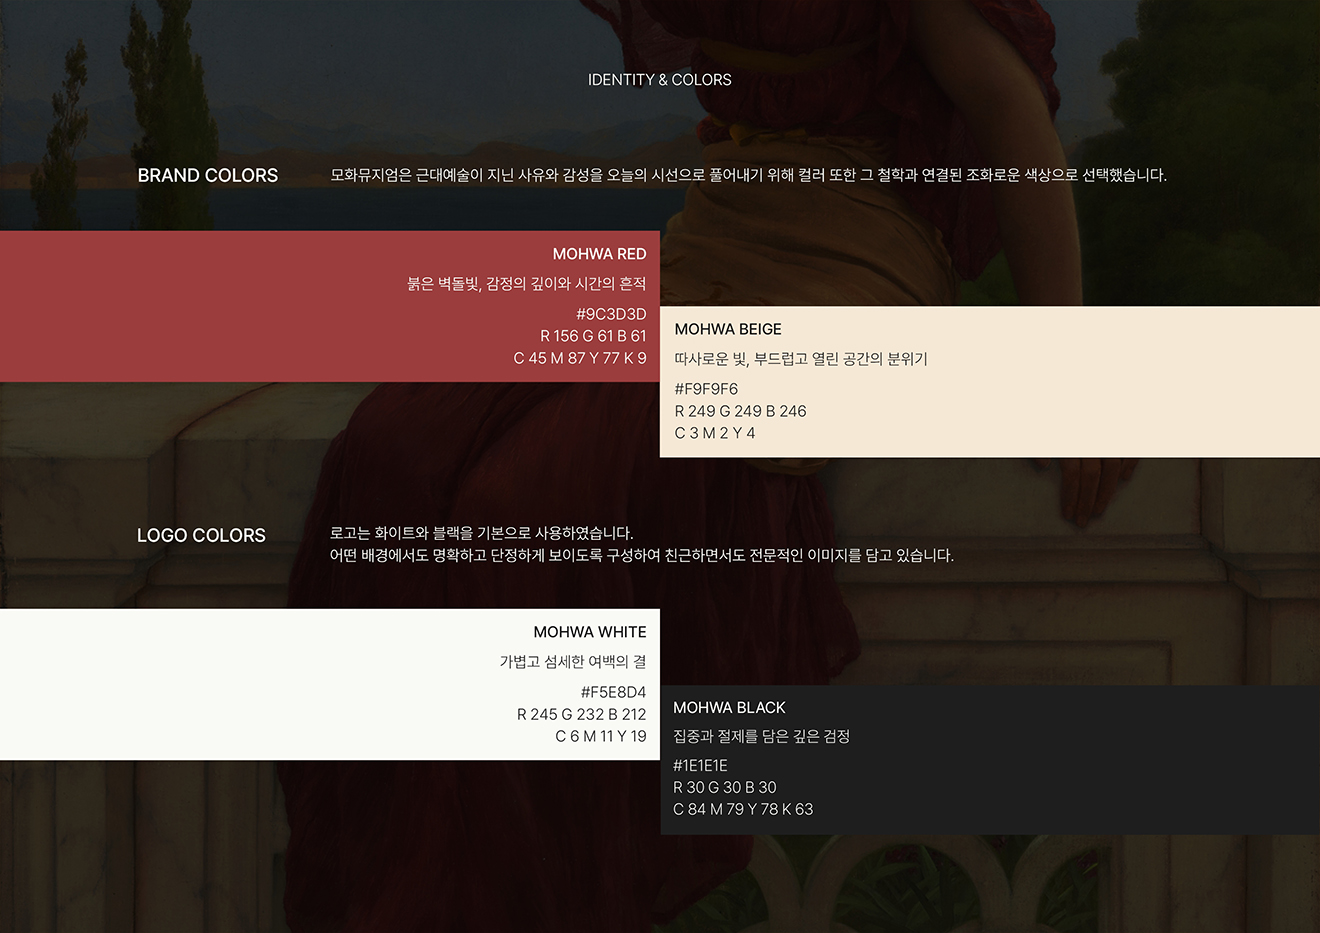 IDENTITY & COLORS
BRAND COLORS
모화뮤지엄은 근대예술이 지닌 사유와 감성을 오늘의 시선으로 풀어내기 위해 컬러 또한 그 철학과 연결된 조화로운 색상으로 선택했습니다.
MOHWA RED
붉은 벽돌빛, 감정의 깊이와 시간의 흔적
#9C3D3D
R 156 G 61 B 61
C 45 M 87 Y 77 K 9
MOHWA BEIGE
따사로운 빛, 부드럽고 열린 공간의 분위기
#F9F9F6
R 249 G 249 B 246
C 3 M 2 Y 4
LOGO COLORS
로고는 화이트와 블랙을 기본으로 사용하였습니다.
어떤 배경에서도 명확하고 단정하게 보이도록 구성하여 친근하면서도 전문적인 이미지를 담고 있습니다.
MOHWA WHITE
가볍고 섬세한 여백의 결
#F5E8D4
R 245 G 232 B 212
C 6 M 11 Y 19
MOHWA BLACK
집중과 절제를 담은 깊은 검정
#1E1E1E
R 30 G 30 B 30
C 84 M 79 Y 78 K 63